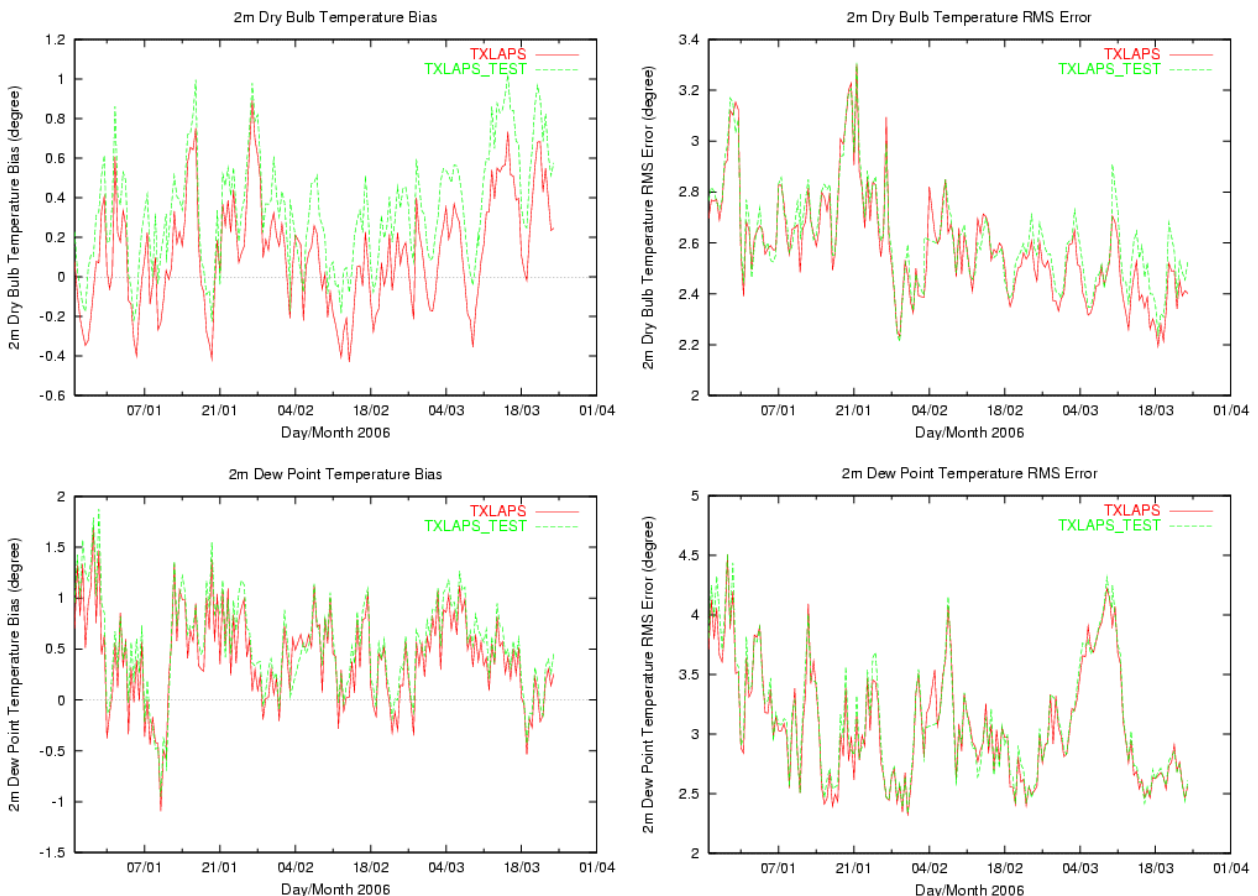 2m Dry Bulb Temperature Bias
2m Dry Bulb Temperature Bias (degree)
1.2
1
0.8
0.6
0.4
0.2
0
-0.2
-0.4
-0.6
TXLAPS
TXLAPS_TEST
07/01 21/01 04/02 18/02 04/03 18/03 01/04
Day/Month 2006
2m Dry Bulb Temperature RMS Error
2m Dry Bulb Temperature RMS Error (degree)
3.4
3.2
3
2.8
2.6
2.4
2.2
2
TXLAPS
TXLAPS_TEST
07/01 21/01 04/02 18/02 04/03 18/03 01/04
Day/Month 2006
2m Dew Point Temperature Bias
2m Dew Point Temperature Bias (degree)
2
1.5
1
0.5
0
-0.5
-1
-1.5
TXLAPS
TXLAPS_TEST
07/01 21/01 04/02 18/02 04/03 18/03 01/04
Day/Month 2006
2m Dew Point Temperature RMS Error
2m Dew Point Temperature RMS Error (degree)
5
4.5
4
3.5
3
2.5
2
TXLAPS
TXLAPS_TEST
07/01 21/01 04/02 18/02 04/03 18/03 01/04
Day/Month 2006